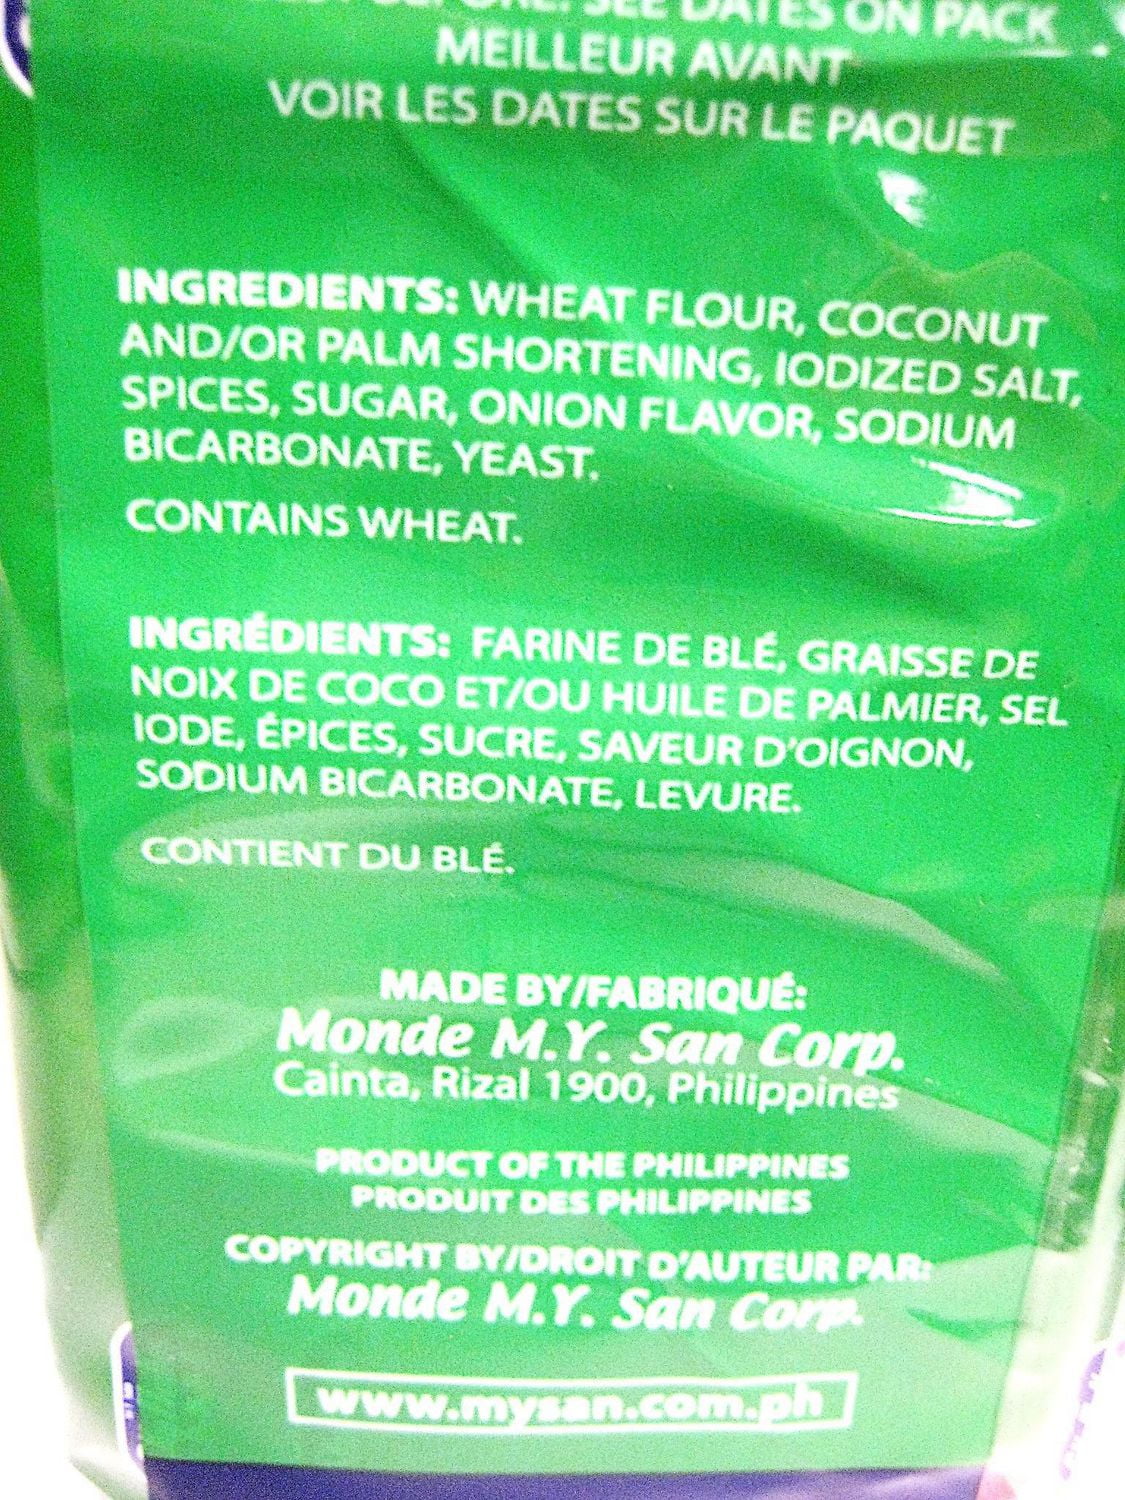 SEE DATES ON PACK
MEILLEUR AVANT
VOIR LES DATES SUR LE PAQUET
INGREDIENTS: WHEAT FLOUR, COCONUT
AND/OR PALM SHORTENING, IODIZED SALT,
SPICES, SUGAR, ONION FLAVOR, SODIUM
BICARBONATE, YEAST.
CONTAINS WHEAT.
INGRÉDIENTS: FARINE DE BLÉ, GRAISSE DE
NOIX DE COCO ET/OU HUILE DE PALMIER, SEL
IODE, ÉPICES, SUCRE, SAVEUR D'OIGNON,
SODIUM BICARBONATE, LEVURE.
CONTIENT DU BLÉ.
MADE BY/FABRIQUÉ:
Monde M.Y. San Corp.
Cainta, Rizal 1900, Philippines
PRODUCT OF THE PHILIPPINES
PRODUIT DES PHILIPPINES
COPYRIGHT BY/DROIT D'AUTEUR PAR:
Monde M.Y. San Corp.
www.mysan.com.ph